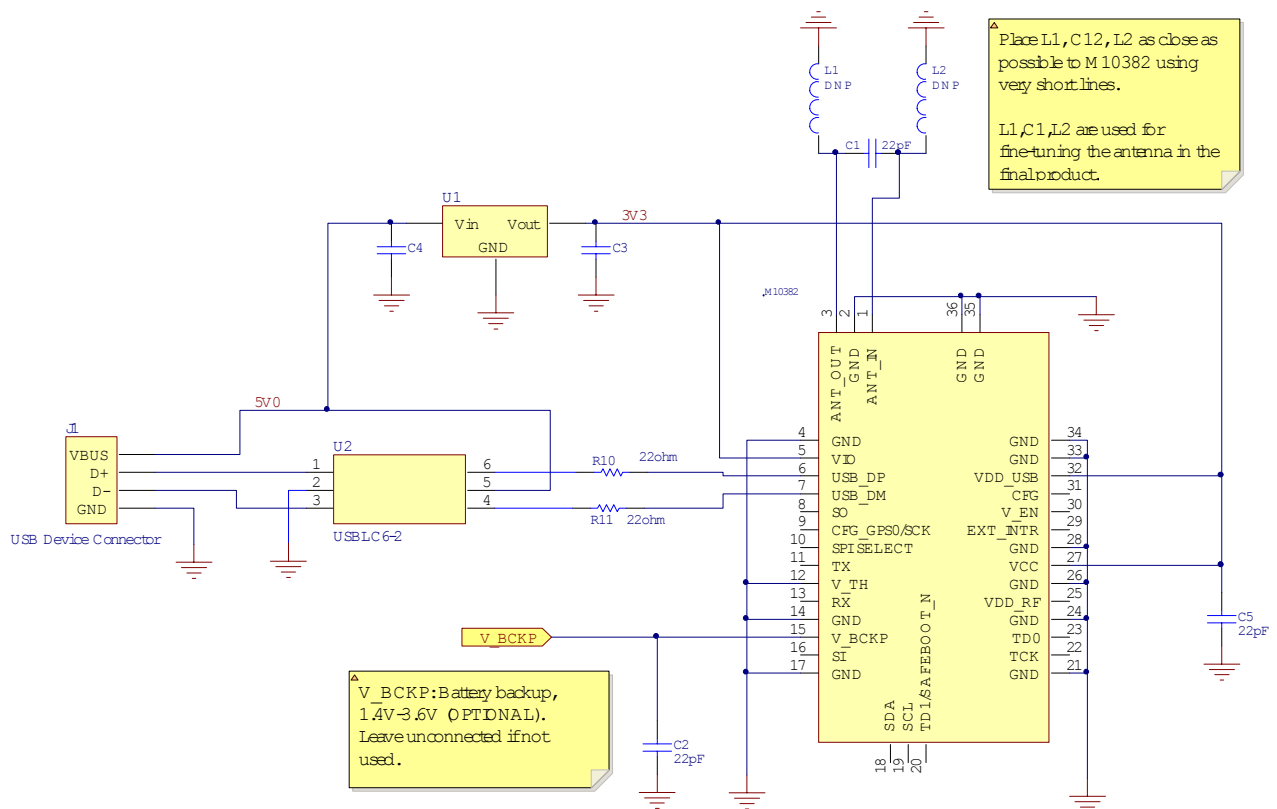 L1
DNP
L2
DNP
C1
22pF
Place L1, C12, L2 as close as
possible to M10382 using
very short lines.
L1,C1,L2 are used for
fine-tuning the antenna in the
final product.
U1
Vin
Vout
GND
3V3
C4
C3
M10382
3
2
1
36
35
ANT_OUT
GND
ANT_IN
GND
GND
5V0
J1
VBUS
D+
D-
GND
USB Device Connector
U2
1
2
3
6
5
4
USBLC6-2
R10
22ohm
R11
22ohm
4 GND
5 VIO
6 USB_DP
7 USB_DM
8 SO
9 CFG_GPS0/SCK
10 SPISELECT
11 TX
12 V_TH
13 RX
14 GND
15 V_BCKP
16 SI
17 GND
GND 34
GND 33
VDD_USB 32
CFG 31
V_EN 30
EXT_INTR 29
GND 28
VCC 27
GND 26
VDD_RF 25
GND 24
TD0 23
TCK 22
GND 21
SDA
SCL
TD1/SAFEBOOT_N
18
19
20
C5
22pF
V_BCKP
V_BCKP: Battery backup,
1.4V-3.6V (OPTIONAL).
Leave unconnected if not
used.
C2
22pF